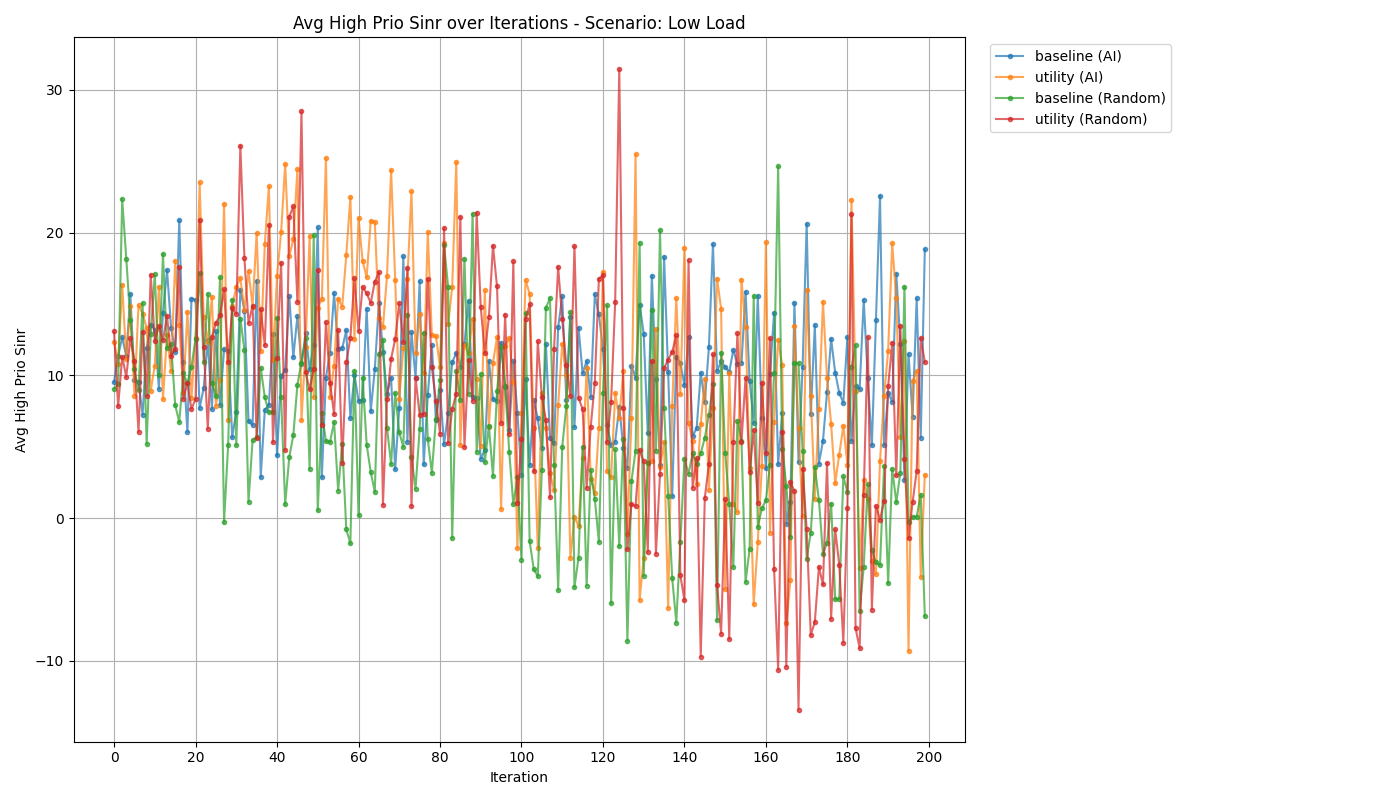 Avg High Prio Sinr over Iterations - Scenario: Low Load
baseline (AI)
utility (AI)
baseline (Random)
utility (Random)
Avg High Prio Sinr
30
20
10
0
−10
0 20 40 60 80 100 120 140 160 180 200
Iteration